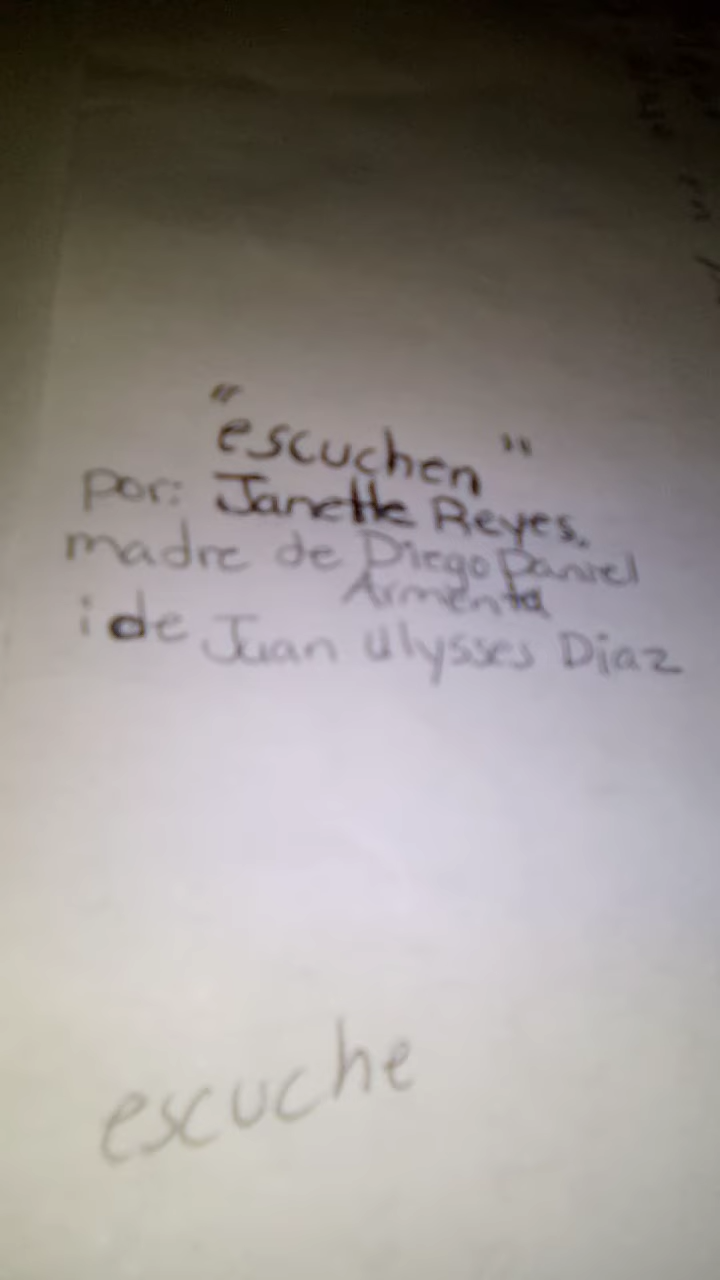 "escuchen"
por: Janette Reyes.
madre de Diego Daniel
Armenta
i de Juan Ulysses Diaz
escuche